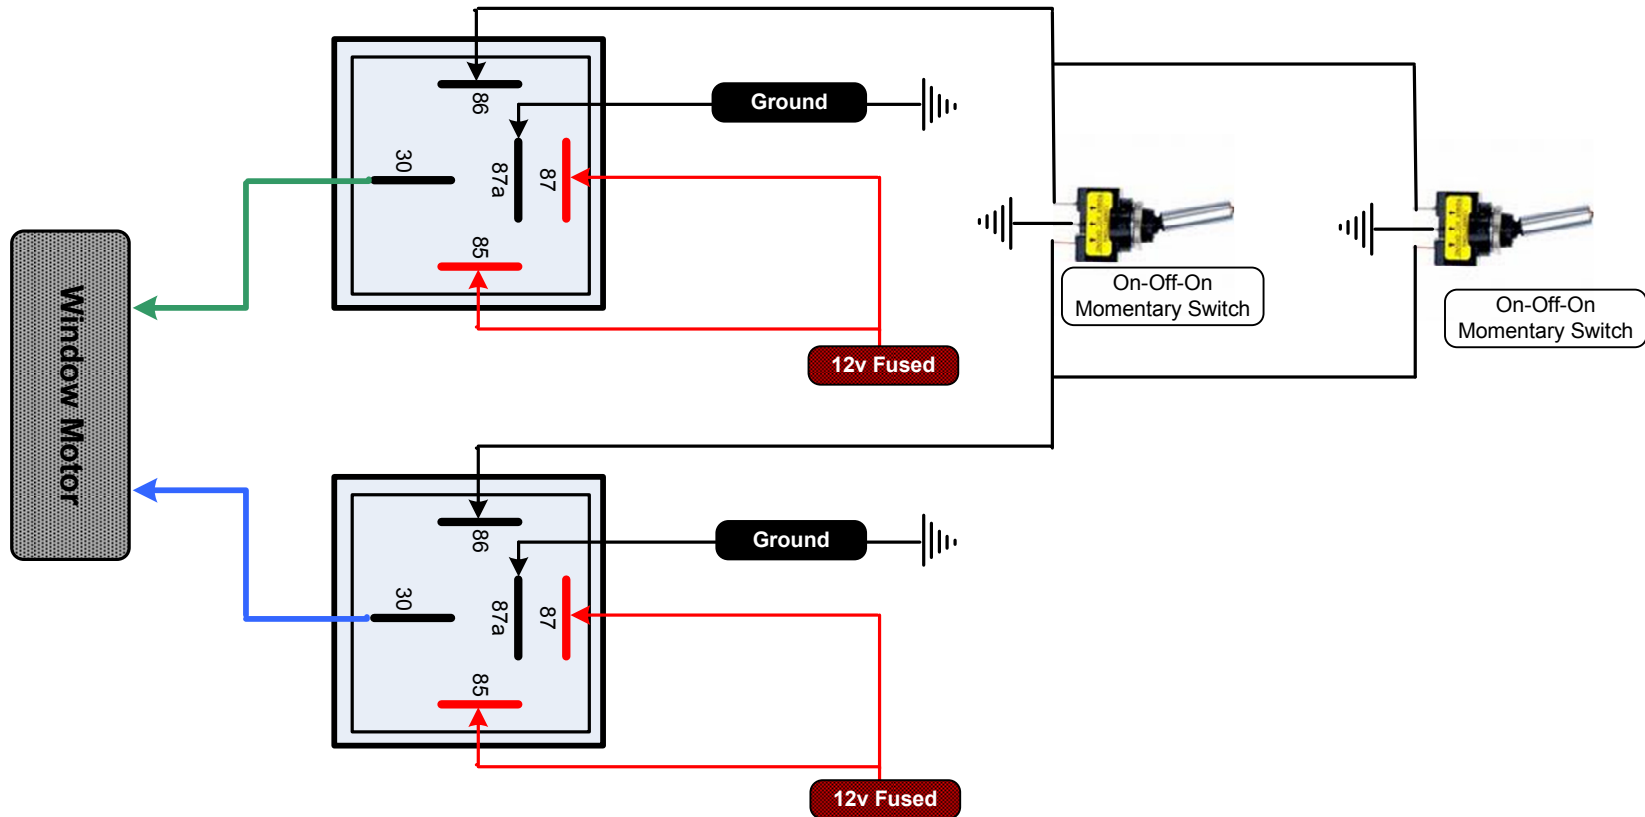 86
Ground
30
87a
87
85
On-Off-On
Momentary Switch
On-Off-On
Momentary Switch
12v Fused
Window Motor
86
Ground
30
87a
87
85
12v Fused